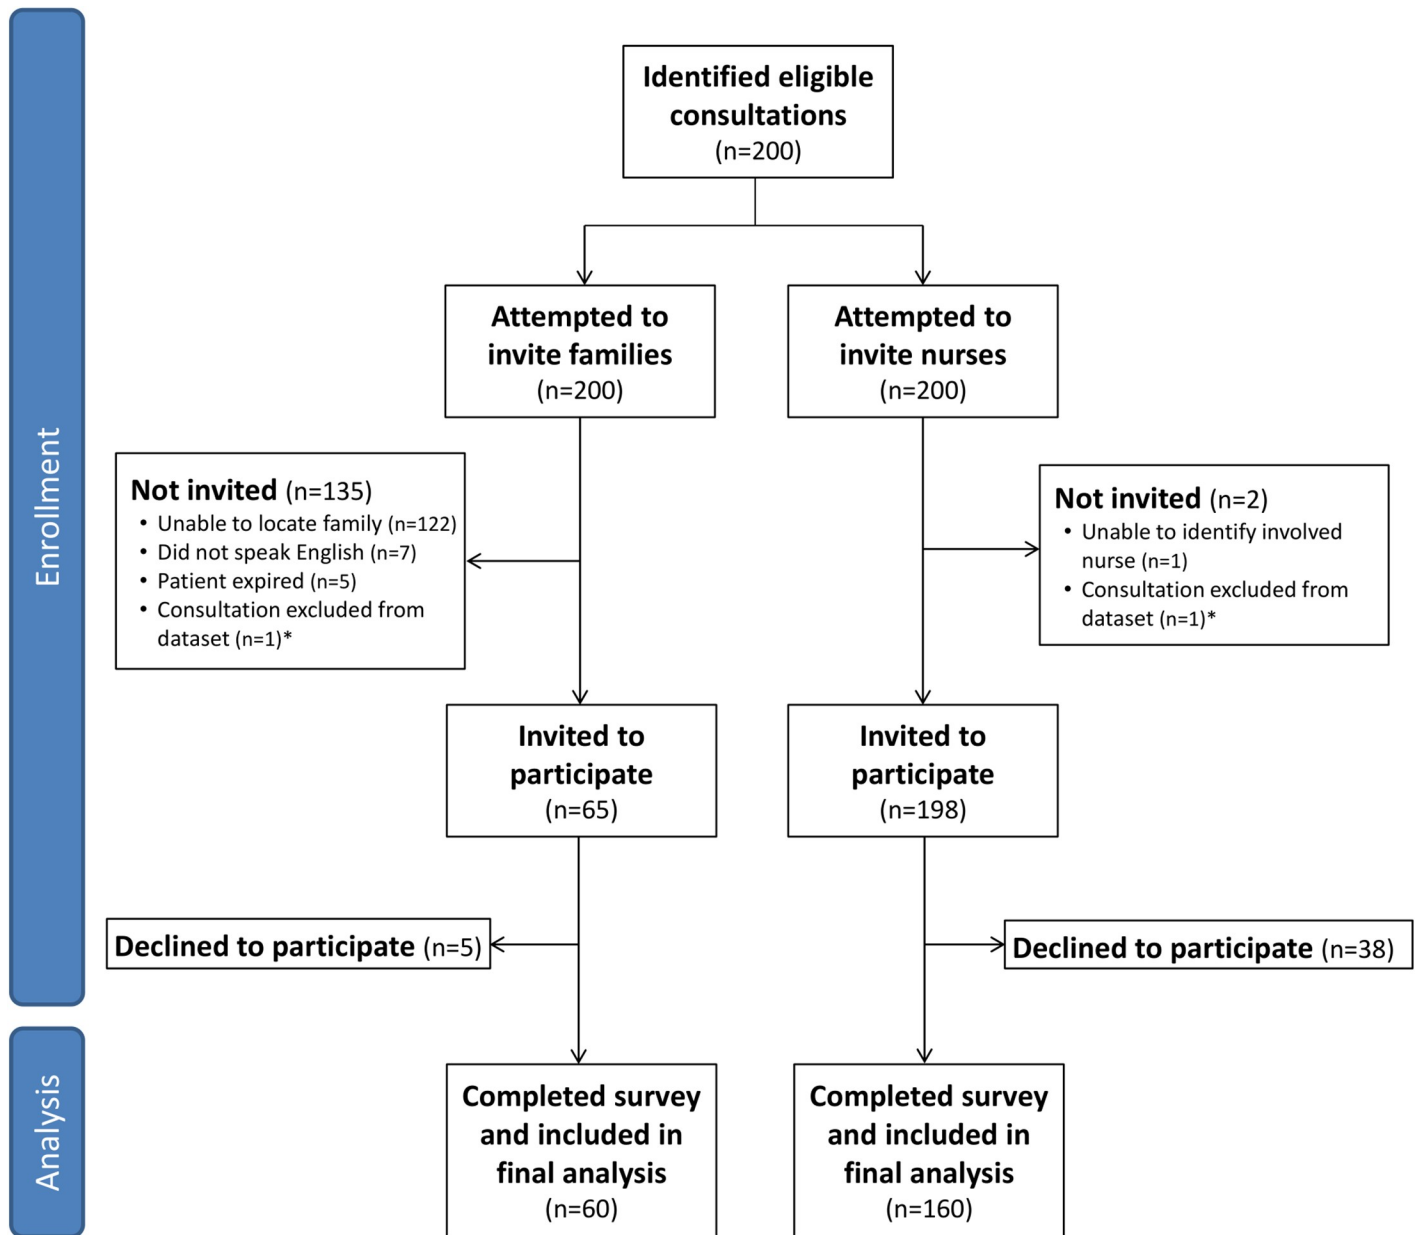 Enrollment
Identified eligible
consultations
(n=200)
Attempted to
invite families
(n=200)
Attempted to
invite nurses
(n=200)
Not invited (n=135)
• Unable to locate family (n=122)
• Did not speak English (n=7)
• Patient expired (n=5)
• Consultation excluded from
dataset (n=1)*
Not invited (n=2)
• Unable to identify involved
nurse (n=1)
• Consultation excluded from
dataset (n=1)*
Invited to
participate
(n=65)
Invited to
participate
(n=198)
Declined to participate (n=5)
Declined to participate (n=38)
Analysis
Completed survey
and included in
final analysis
(n=60)
Completed survey
and included in
final analysis
(n=160)